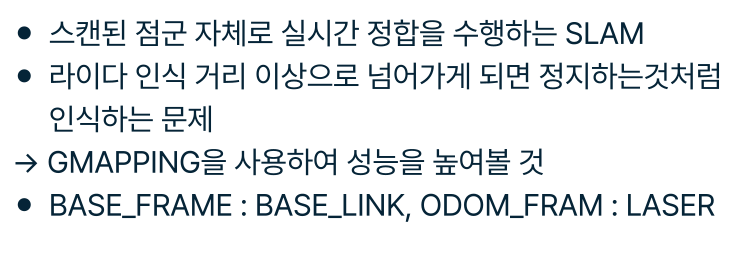 ● 스캔된 점군 자체로 실시간 정합을 수행하는 SLAM
● 라이다 인식 거리 이상으로 넘어가게 되면 정지하는것처럼
인식하는 문제
→ GMAPPING을 사용하여 성능을 높여볼 것
● BASE_FRAME : BASE_LINK, ODOM_FRAM : LASER